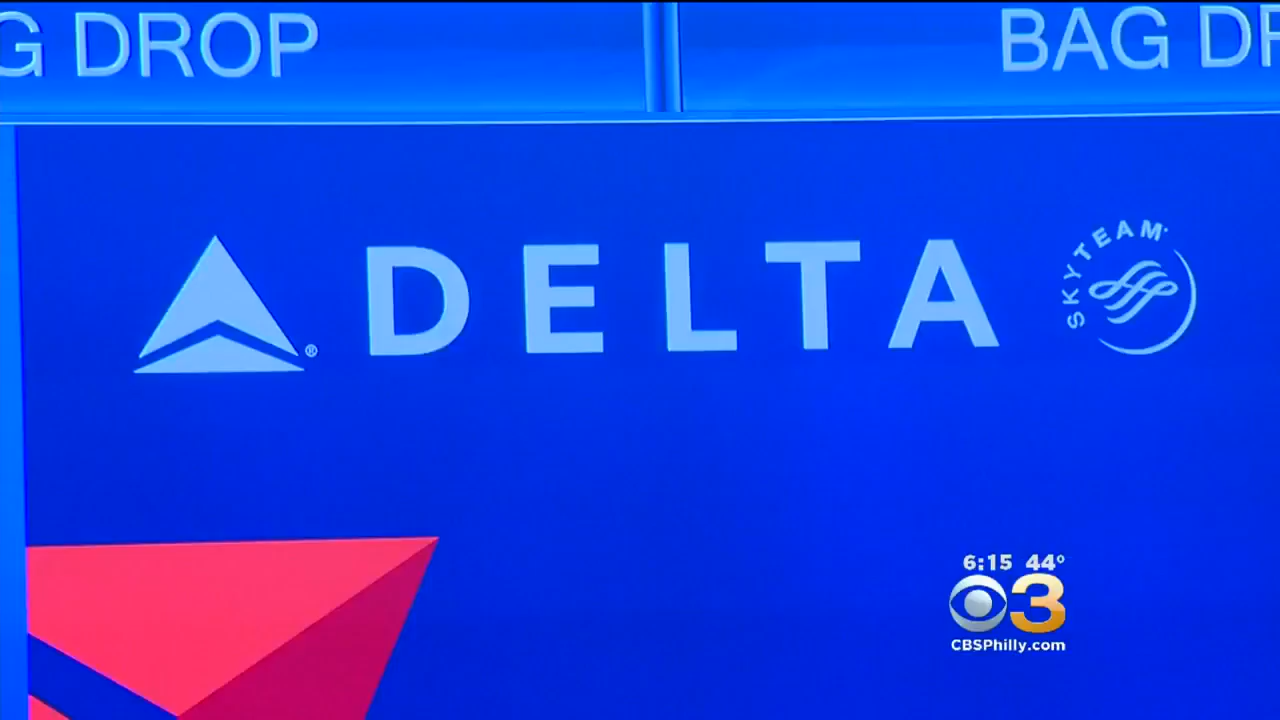 G DROP
BAG DR
DELTA
SKYTEAM
6:15 44°
3
CBSPhilly.com